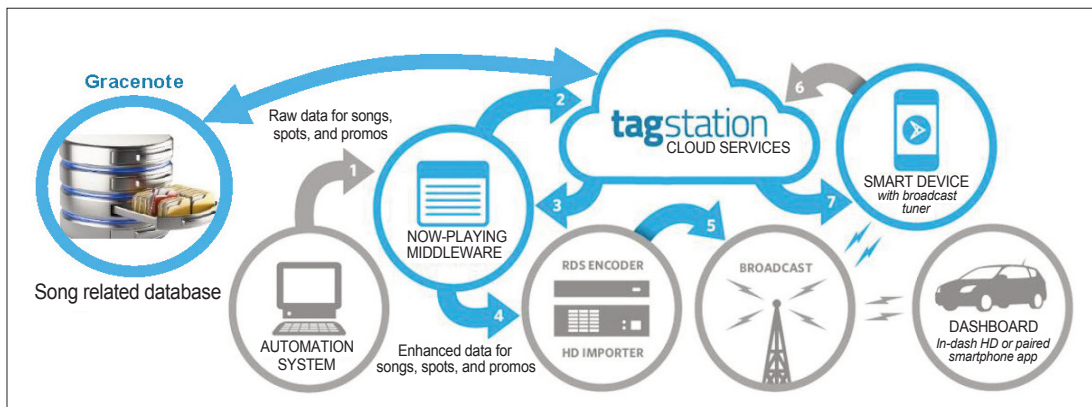 Gracenote
Song related database
Raw data for songs,
spots, and promos
1
AUTOMATION
SYSTEM
2
NOW-PLAYING
MIDDLEWARE
3
4
Enhanced data for
songs, spots, and promos
tagstation
CLOUD SERVICES
RDS ENCODER
HD IMPORTER
5
BROADCAST
6
7
SMART DEVICE
with broadcast
tuner
DASHBOARD
In-dash HD or paired
smartphone app